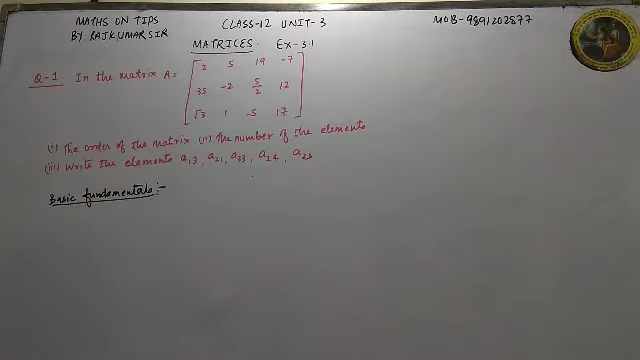 MATHS ON TIPS
BY RAJKUMAR SIR
CLASS-12 UNIT-3
MOB-9891202877
MATRICES. EX-3.1
Q-1 In the matrix A=
2 5 19 -7
35 -2 5/2 12
√3 1 -5 17
(i) The order of the matrix (ii) The number of the elements
(iii) Write the elements a13, a21, a33, a24, a23
Basic fundamentals:-